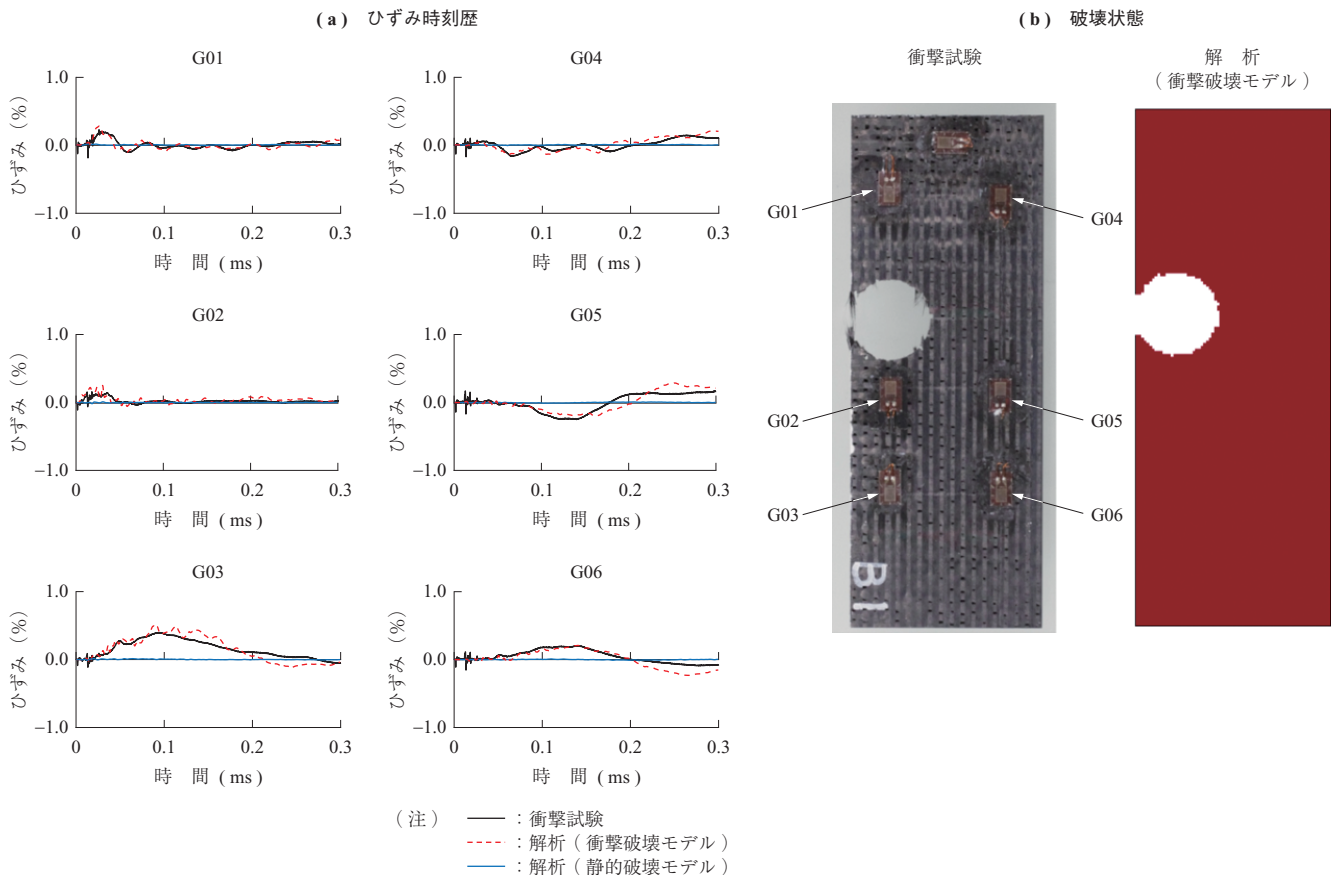 (a) ひずみ時刻歴
G01
1.0
0.0
−1.0
ひずみ (%)
0 0.1 0.2 0.3
時 間 (ms)
G04
1.0
0.0
−1.0
ひずみ (%)
0 0.1 0.2 0.3
時 間 (ms)
G02
1.0
0.0
−1.0
ひずみ (%)
0 0.1 0.2 0.3
時 間 (ms)
G05
1.0
0.0
−1.0
ひずみ (%)
0 0.1 0.2 0.3
時 間 (ms)
G03
1.0
0.0
−1.0
ひずみ (%)
0 0.1 0.2 0.3
時 間 (ms)
G06
1.0
0.0
−1.0
ひずみ (%)
0 0.1 0.2 0.3
時 間 (ms)
(注) :衝撃試験
:解析(衝撃破壊モデル)
:解析(静的破壊モデル)
(b) 破壊状態
衝撃試験
解 析
(衝撃破壊モデル)
G01
G04
G02
G05
G03
G06
B1